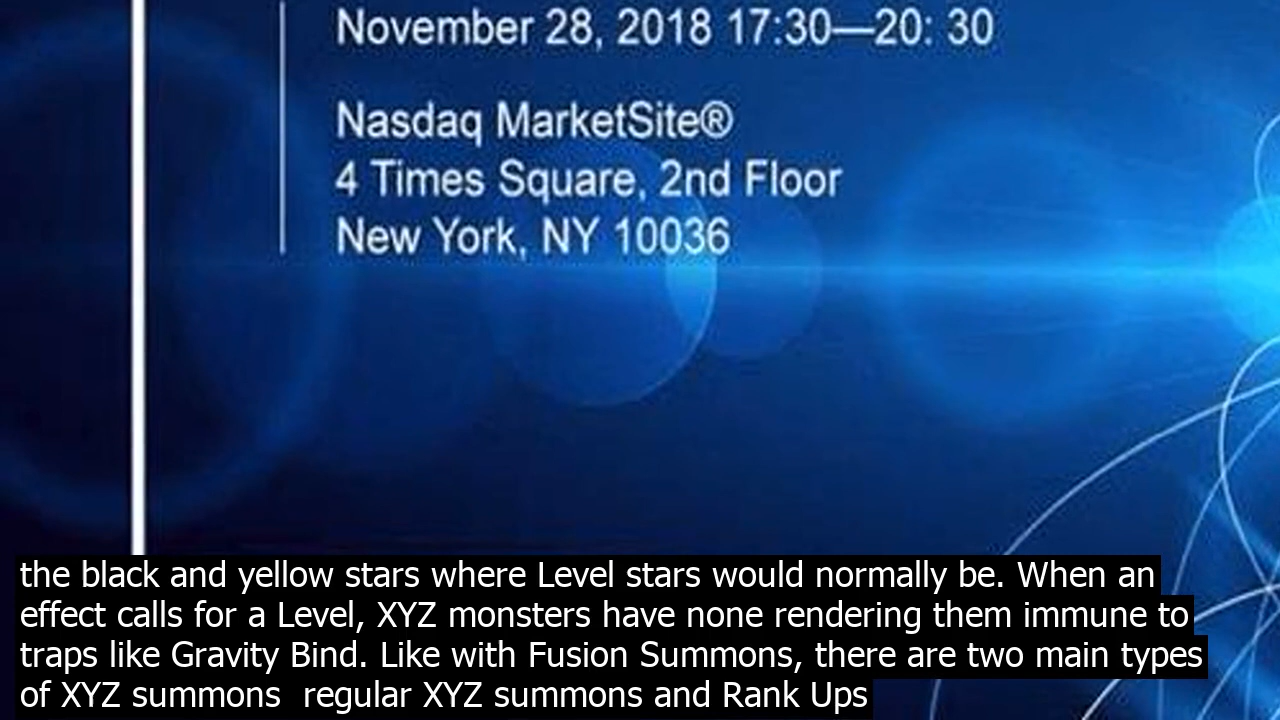 November 28, 2018 17:30—20: 30
Nasdaq MarketSite®
4 Times Square, 2nd Floor
New York, NY 10036
the black and yellow stars where Level stars would normally be. When an
effect calls for a Level, XYZ monsters have none rendering them immune to
traps like Gravity Bind. Like with Fusion Summons, there are two main types
of XYZ summons  regular XYZ summons and Rank Ups